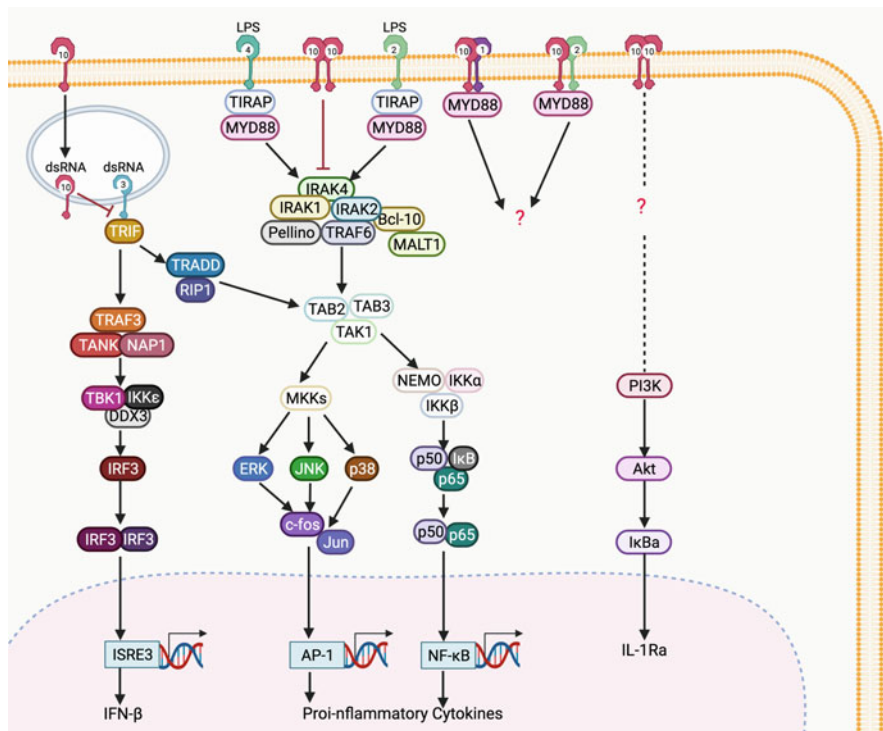 LPS
LPS
10
4
10
10
2
10
1
10
2
10
10
TIRAP
TIRAP
MYD88
MYD88
MYD88
MYD88
dsRNA
dsRNA
10
3
IRAK4
IRAK1
IRAK2
Bcl-10
Pellino
TRAF6
MALT1
?
?
TRIF
TRADD
RIP1
TAB2
TAB3
TAK1
TRAF3
TANK
NAP1
NEMO
IKKα
IKKβ
PI3K
MKKs
TBK1
IKKε
DDX3
IRF3
ERK
JNK
p38
p50
IκB
p65
Akt
IRF3
IRF3
c-fos
Jun
p50
p65
IκBa
ISRE3
AP-1
NF-κB
IL-1Ra
IFN-β
Proi-nflammatory Cytokines